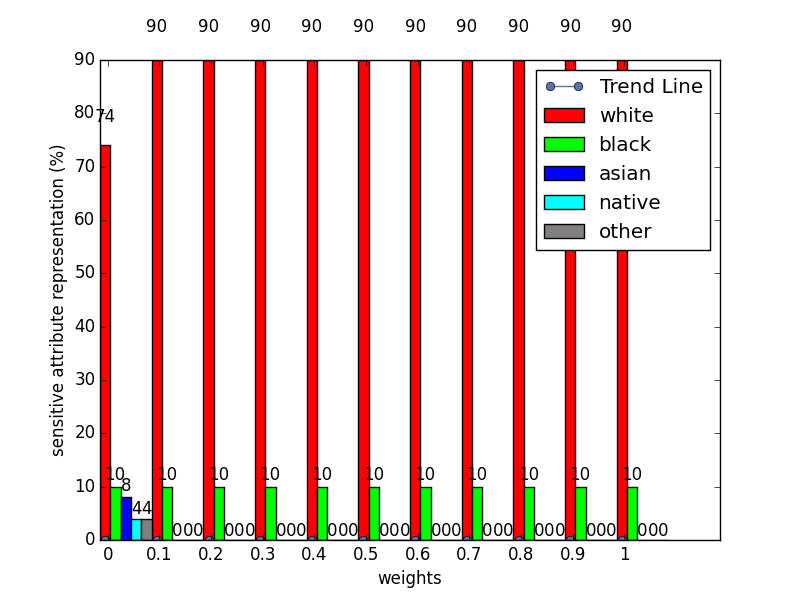 90 90 90 90 90 90 90 90 90 90
90
80
74
70
60
50
40
30
20
10
0
Trend Line
white
black
asian
native
other
10 10 10 10 10 10 10 10 10 10 10
8
4 4
000 000 000 000 000 000 000 000 000 000
0 0.1 0.2 0.3 0.4 0.5 0.6 0.7 0.8 0.9 1
weights
sensitive attribute representation (%)